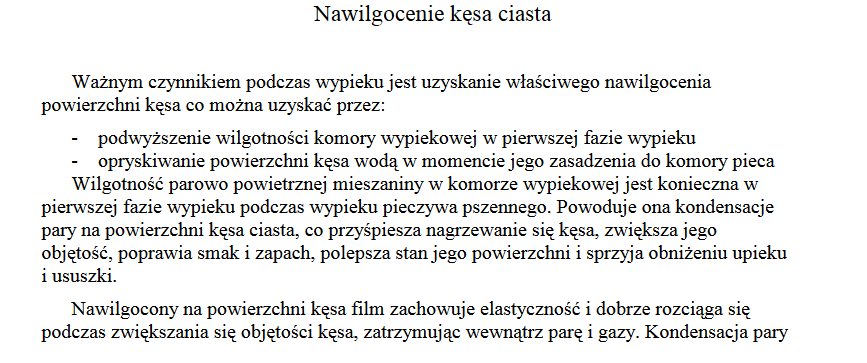 Nawilgocenie kęsa ciasta
Ważnym czynnikiem podczas wypieku jest uzyskanie właściwego nawilgocenia
powierzchni kęsa co można uzyskać przez:
- podwyższenie wilgotności komory wypiekowej w pierwszej fazie wypieku
- opryskiwanie powierzchni kęsa wodą w momencie jego zasadzenia do komory pieca
Wilgotność parowo powietrznej mieszaniny w komorze wypiekowej jest konieczna w
pierwszej fazie wypieku podczas wypieku pieczywa pszennego. Powoduje ona kondensacje
pary na powierzchni kęsa ciasta, co przyśpiesza nagrzewanie się kęsa, zwiększa jego
objętość, poprawia smak i zapach, polepsza stan jego powierzchni i sprzyja obniżeniu upieku
i ususzki.
Nawilgocony na powierzchni kęsa film zachowuje elastyczność i dobrze rozciąga się
podczas zwiększania się objętości kęsa, zatrzymując wewnątrz parę i gazy. Kondensacja pary